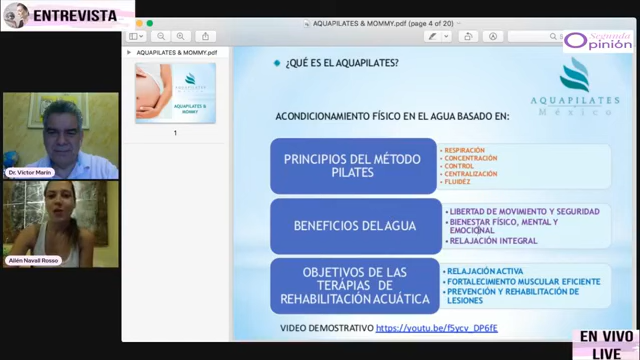 ENTREVISTA
AQUAPILATES & MOMMY.pdf (page 4 of 20)
Segunda
Opinión
AQUAPILATES & MOMMY.pdf
AQUAPILATES &
MOMMY
1
¿QUÉ ES EL AQUAPILATES?
AQUAPILATES
México
ACONDICIONAMIENTO FÍSICO EN EL AGUA BASADO EN:
PRINCIPIOS DEL MÉTODO
PILATES
• RESPIRACIÓN
• CONCENTRACIÓN
• CONTROL
• CENTRALIZACIÓN
• FLUIDÉZ
BENEFICIOS DEL AGUA
• LIBERTAD DE MOVIMIENTO Y SEGURIDAD
• BIENESTAR FÍSICO, MENTAL Y
EMOCIONAL
• RELAJACIÓN INTEGRAL
OBJETIVOS DE LAS
TERÁPIAS DE
REHABILITACIÓN ACUÁTICA
• RELAJACIÓN ACTIVA
• FORTALECIMIENTO MUSCULAR EFICIENTE
• PREVENCIÓN Y REHABILITACIÓN DE
LESIONES
VIDEO DEMOSTRATIVO https://youtu.be/f5ycv_DP6fE
Dr. Víctor Marín
Ailén Navall Rosso
EN VIVO
LIVE